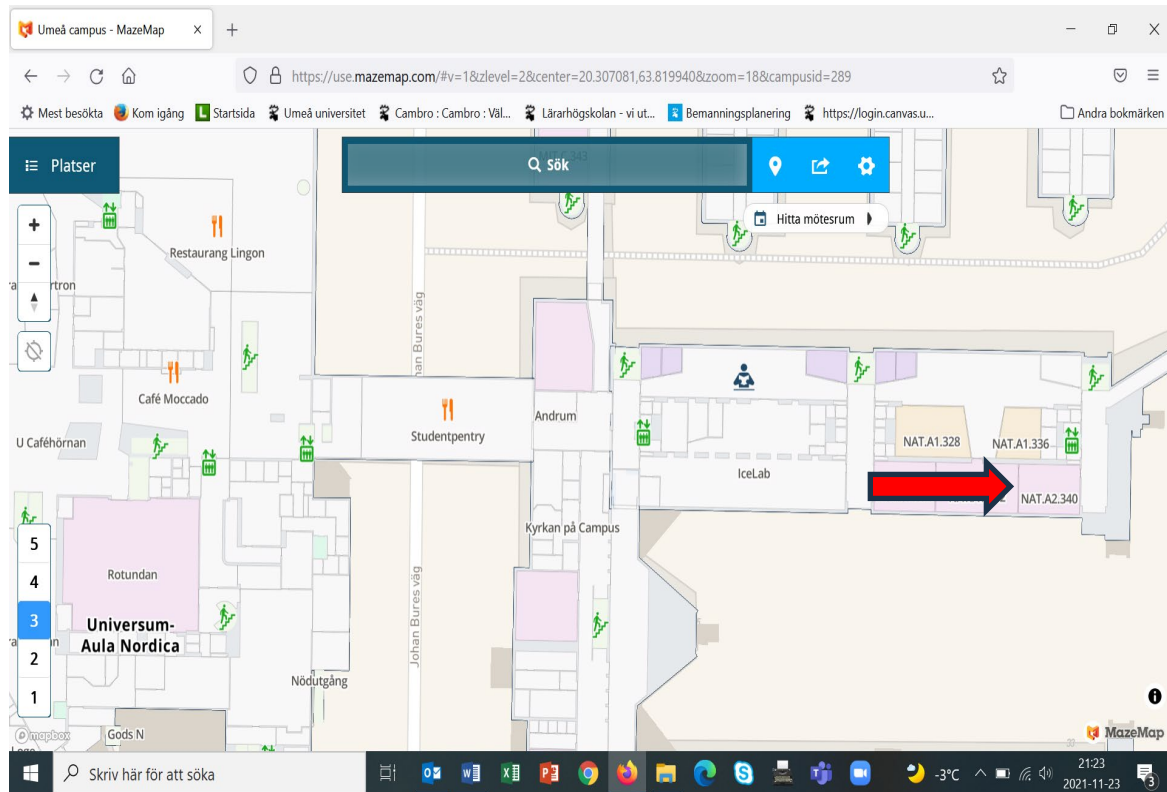 Umeå campus - MazeMap
https://use.mazemap.com/#v=1&zlevel=2&center=20.307081,63.819940&zoom=18&campusid=289
Mest besökta Kom igång Startsida Umeå universitet Cambro : Cambro : Väl... Lärarhögskolan - vi ut... Bemanningsplanering https://login.canvas.u... Andra bokmärken
Platser
Sök
Hitta mötesrum
Restaurang Lingon
Johan Bures väg
Café Moccado
Studentpentry
Andrum
U Caféhörnan
NAT.A1.328
NAT.A1.336
IceLab
NAT.A2.340
Kyrkan på Campus
5
4
3
2
1
Rotundan
Universum-
Aula Nordica
Johan Bures väg
Nödutgång
Gods N
mapbox
MazeMap
Skriv här för att söka
-3°C
21:23
2021-11-23
3